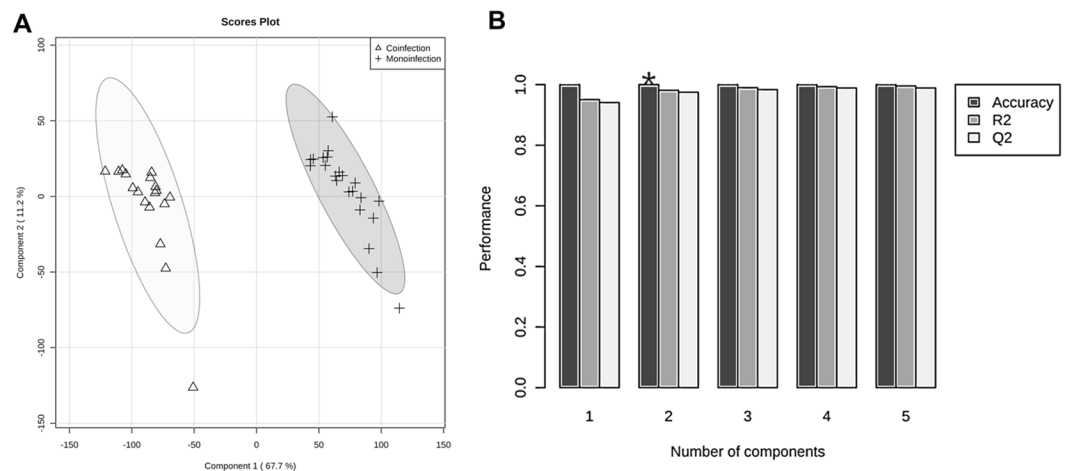 A
Scores Plot
Coinfection
Monoinfection
100
50
0
-50
-100
-150
Component 2 ( 11.2 %)
-150
-100
-50
0
50
100
150
Component 1 ( 67.7 %)
B
*
1.0
0.8
0.6
0.4
0.2
0.0
Performance
1
2
3
4
5
Number of components
Accuracy
R2
Q2